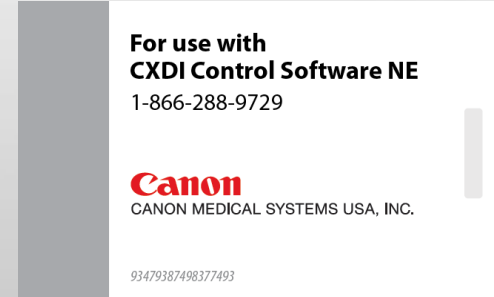 For use with
CXDI Control Software NE
1-866-288-9729
Canon
CANON MEDICAL SYSTEMS USA, INC.
93479387498377493